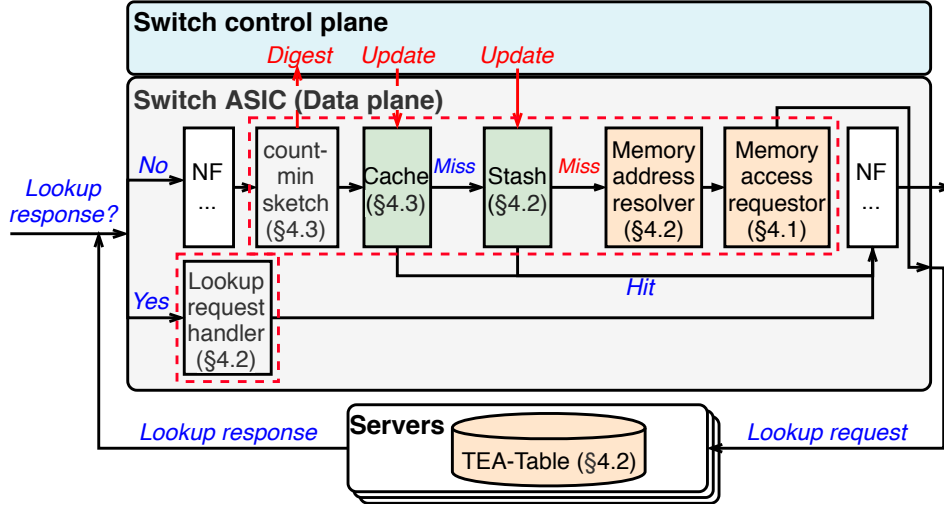 Switch control plane
Digest
Update
Update
Switch ASIC (Data plane)
Lookup
response?
No
NF
...
count-
min
sketch
(§4.3)
Cache
(§4.3)
Miss
Stash
(§4.2)
Miss
Memory
address
resolver
(§4.2)
Memory
access
requestor
(§4.1)
NF
...
Hit
Yes
Lookup
request
handler
(§4.2)
Lookup response
Servers
TEA-Table (§4.2)
Lookup request